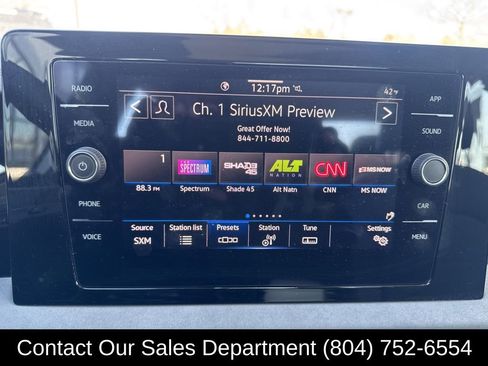 12:17pm
42°F
RADIO
MEDIA
PHONE
VOICE
APP
SOUND
CAR
MENU
< Ch. 1 SiriusXM Preview >
Great Offer Now!
844-711-8800
1
88.3 FM
THE SPECTRUM
Spectrum
SHADE 45
Shade 45
ALT NATION
Alt Natn
CNN
CNN
MS NOW
MS NOW
Source
SXM
Station list
Presets
Station
Tune
Settings
Contact Our Sales Department (804) 752-6554